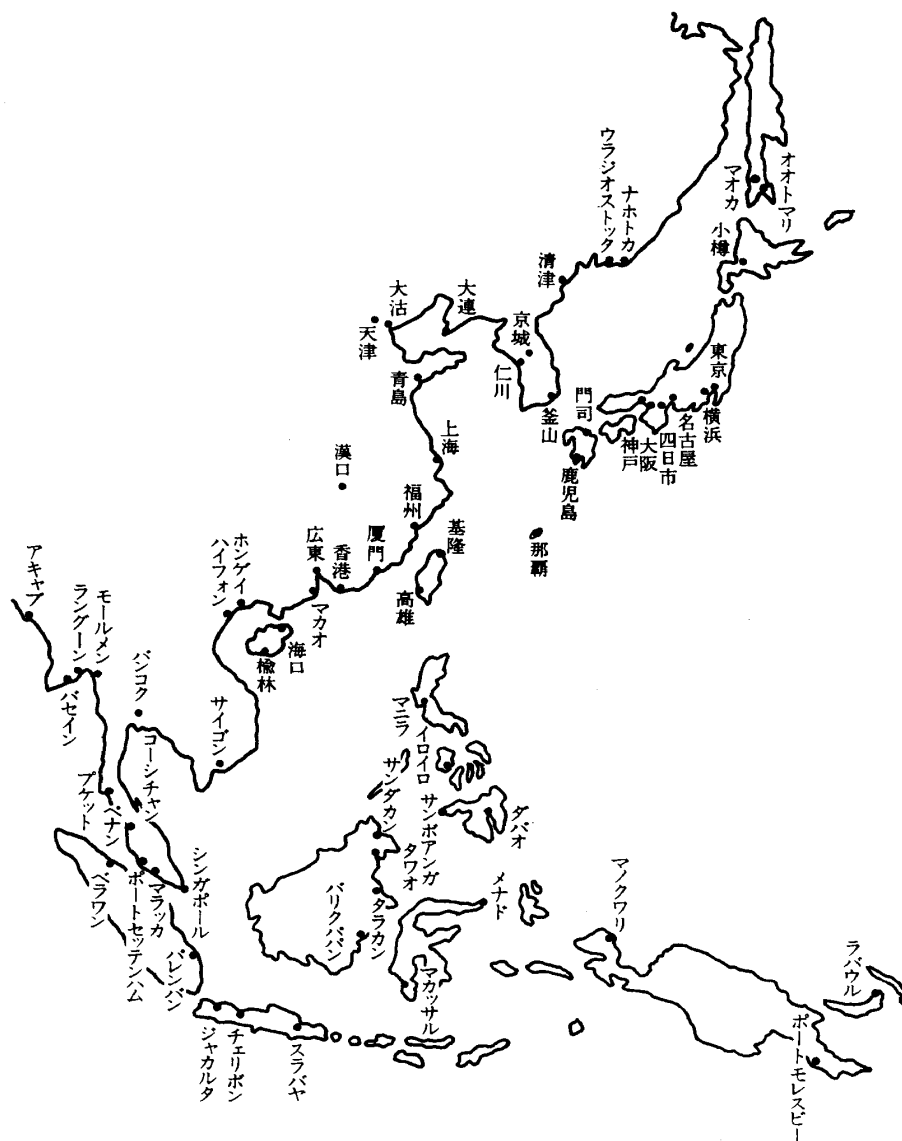 オオトマリ
マオカ
小樽
ナホトカ
ウラジオストック
清津
大連
大沽
天津
京城
仁川
釜山
青島
東京
横浜
名古屋
四日市
大阪
神戸
門司
鹿児島
那覇
上海
漢口
福州
基隆
高雄
厦門
香港
広東
マカオ
ホンゲイ
ハイフォン
海口
楡林
アキャブ
モールメン
ラングーン
バセイン
バンコク
サイゴン
コーシチャン
プケット
ペナン
ベラワン
シンガポール
マラッカ
ポートセッテンハム
パレンバン
マニラ
イロイロ
サンダカン
サンボアンガ
ダバオ
タワオ
タラカン
バリクパパン
メナド
マカッサル
マノクワリ
ラバウル
ポートモレスビー
ジャカルタ
チェリボン
スラバヤ